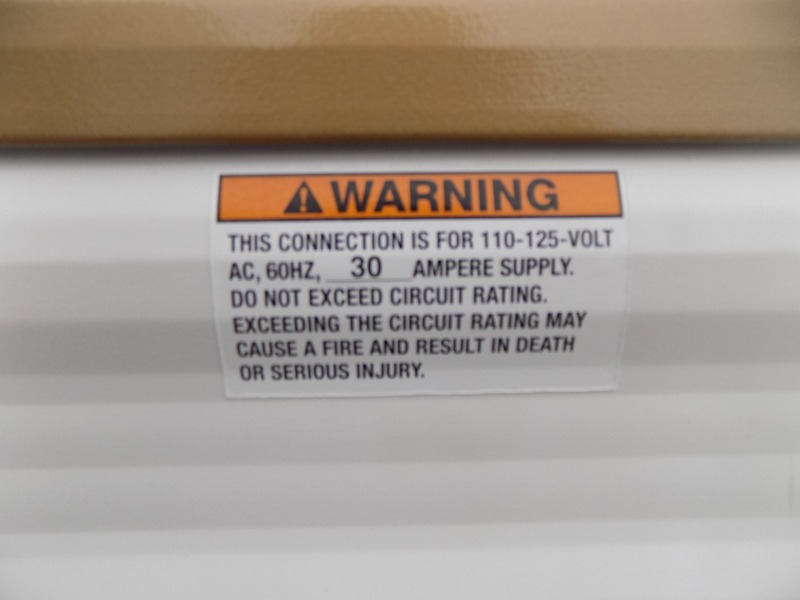 WARNING
THIS CONNECTION IS FOR 110-125-VOLT
AC, 60HZ, 30 AMPERE SUPPLY.
DO NOT EXCEED CIRCUIT RATING.
EXCEEDING THE CIRCUIT RATING MAY
CAUSE A FIRE AND RESULT IN DEATH
OR SERIOUS INJURY.